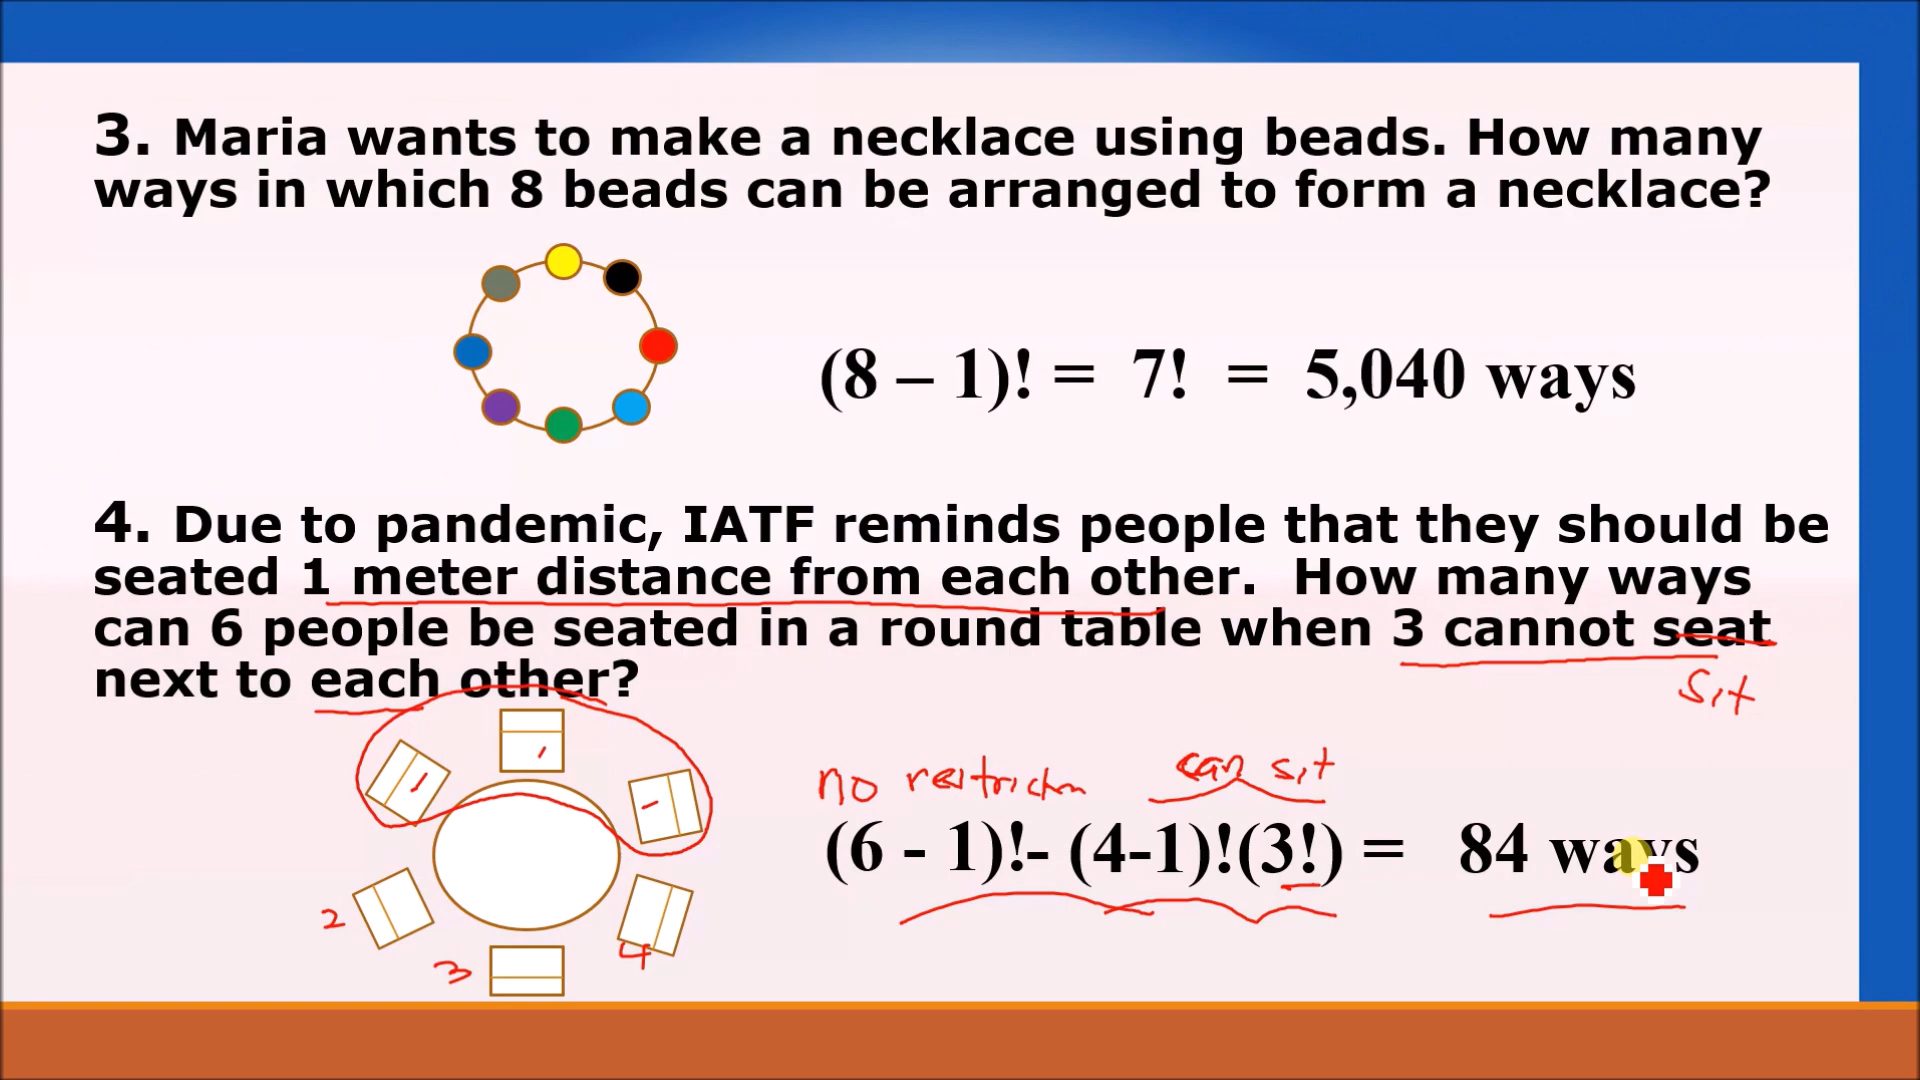 3. Maria wants to make a necklace using beads. How many
ways in which 8 beads can be arranged to form a necklace?
(8 – 1)! = 7! = 5,040 ways
4. Due to pandemic, IATF reminds people that they should be
seated 1 meter distance from each other. How many ways
can 6 people be seated in a round table when 3 cannot seat
next to each other?
sit
1
1
1
no restriction
can sit
(6 - 1)!- (4-1)!(3!) = 84 ways
2
3
4